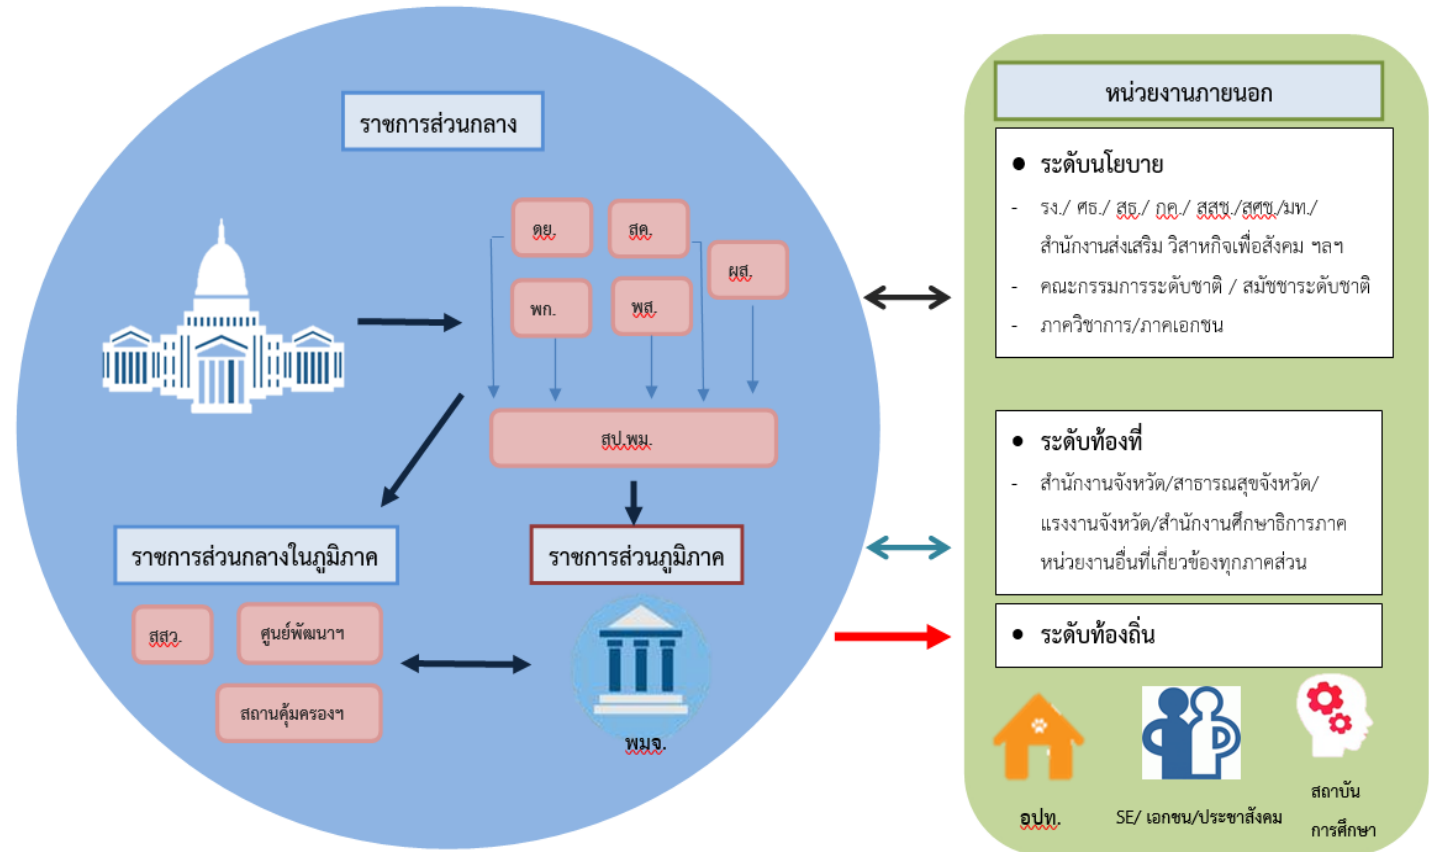 ราชการส่วนกลาง
ดย.
สค.
ผส.
พก.
พส.
สป.พม.
ราชการส่วนกลางในภูมิภาค
ราชการส่วนภูมิภาค
สสว.
ศูนย์พัฒนาฯ
สถานคุ้มครองฯ
พมจ.
หน่วยงานภายนอก
● ระดับนโยบาย
- รง./ ศธ./ สธ./ กค./ สสช./สศช./มท./
สำนักงานส่งเสริม วิสาหกิจเพื่อสังคม ฯลฯ
- คณะกรรมการระดับชาติ / สมัชชาระดับชาติ
- ภาควิชาการ/ภาคเอกชน
● ระดับท้องที่
- สำนักงานจังหวัด/สาธารณสุขจังหวัด/
แรงงานจังหวัด/สำนักงานศึกษาธิการภาค
หน่วยงานอื่นที่เกี่ยวข้องทุกภาคส่วน
● ระดับท้องถิ่น
อปท.
SE/ เอกชน/ประชาสังคม
สถาบัน
การศึกษา